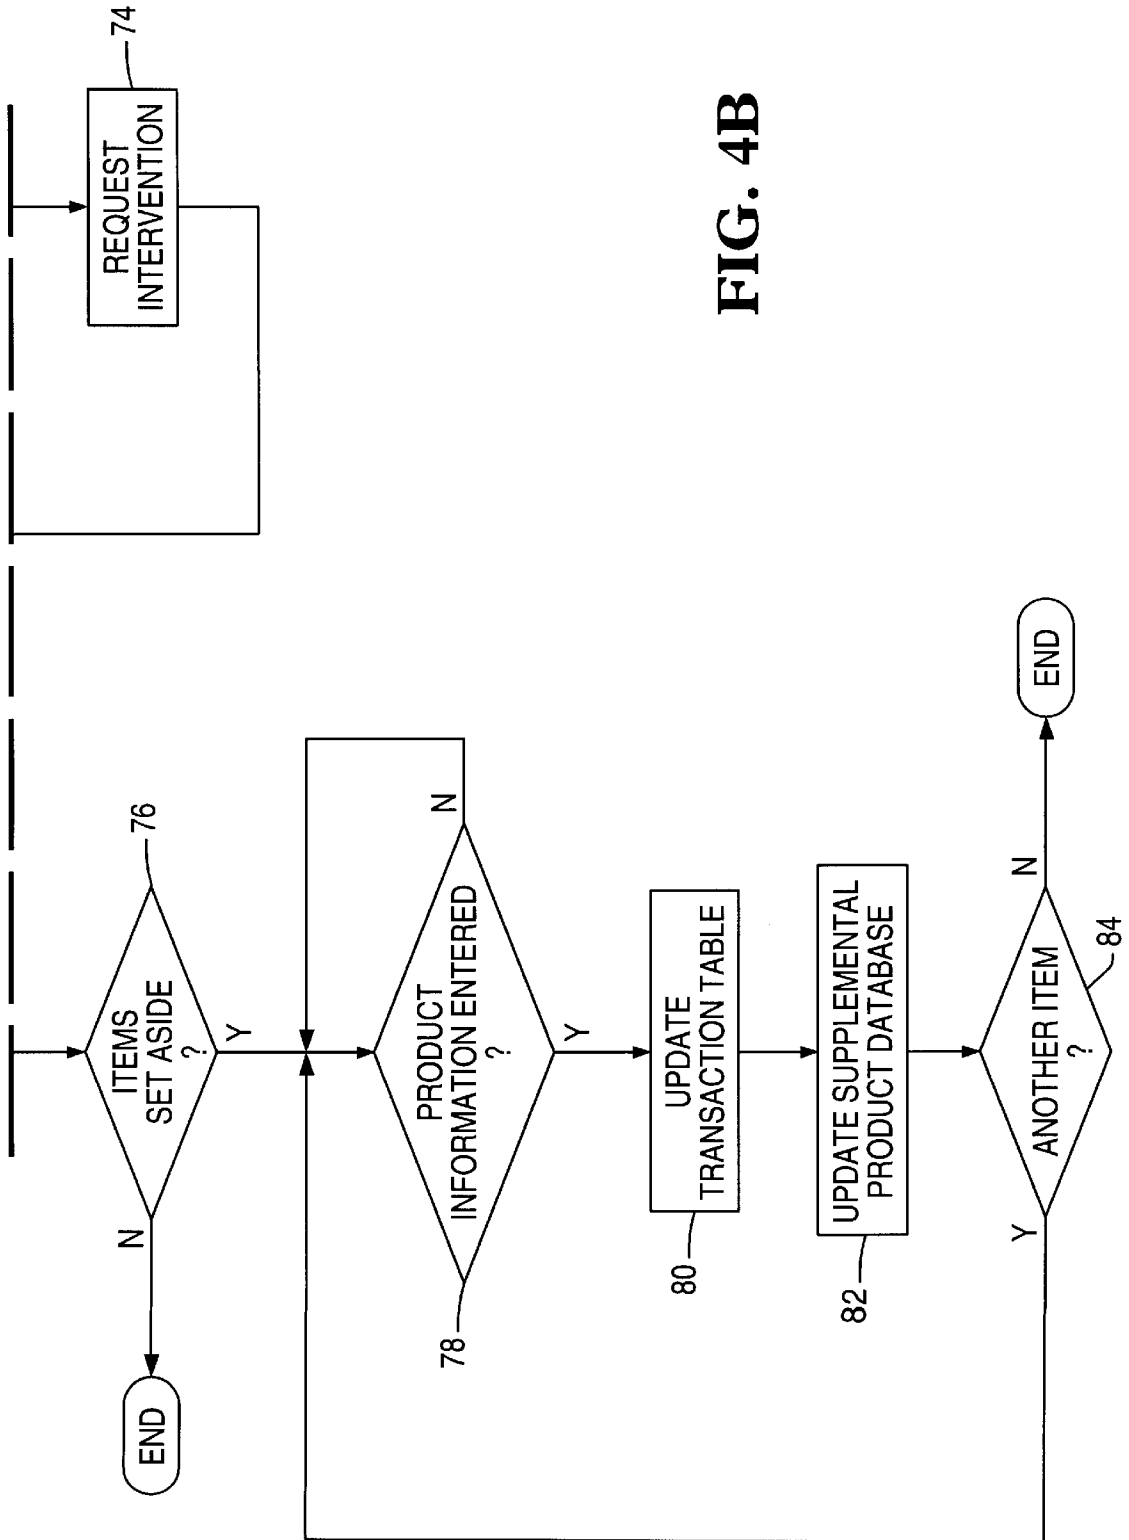 REQUEST
INTERVENTION
74
ITEMS
SET ASIDE
?
76
N
END
Y
PRODUCT
INFORMATION ENTERED
?
78
N
Y
UPDATE
TRANSACTION TABLE
80
UPDATE SUPPLEMENTAL
PRODUCT DATABASE
82
ANOTHER ITEM
?
84
Y
N
END
FIG. 4B